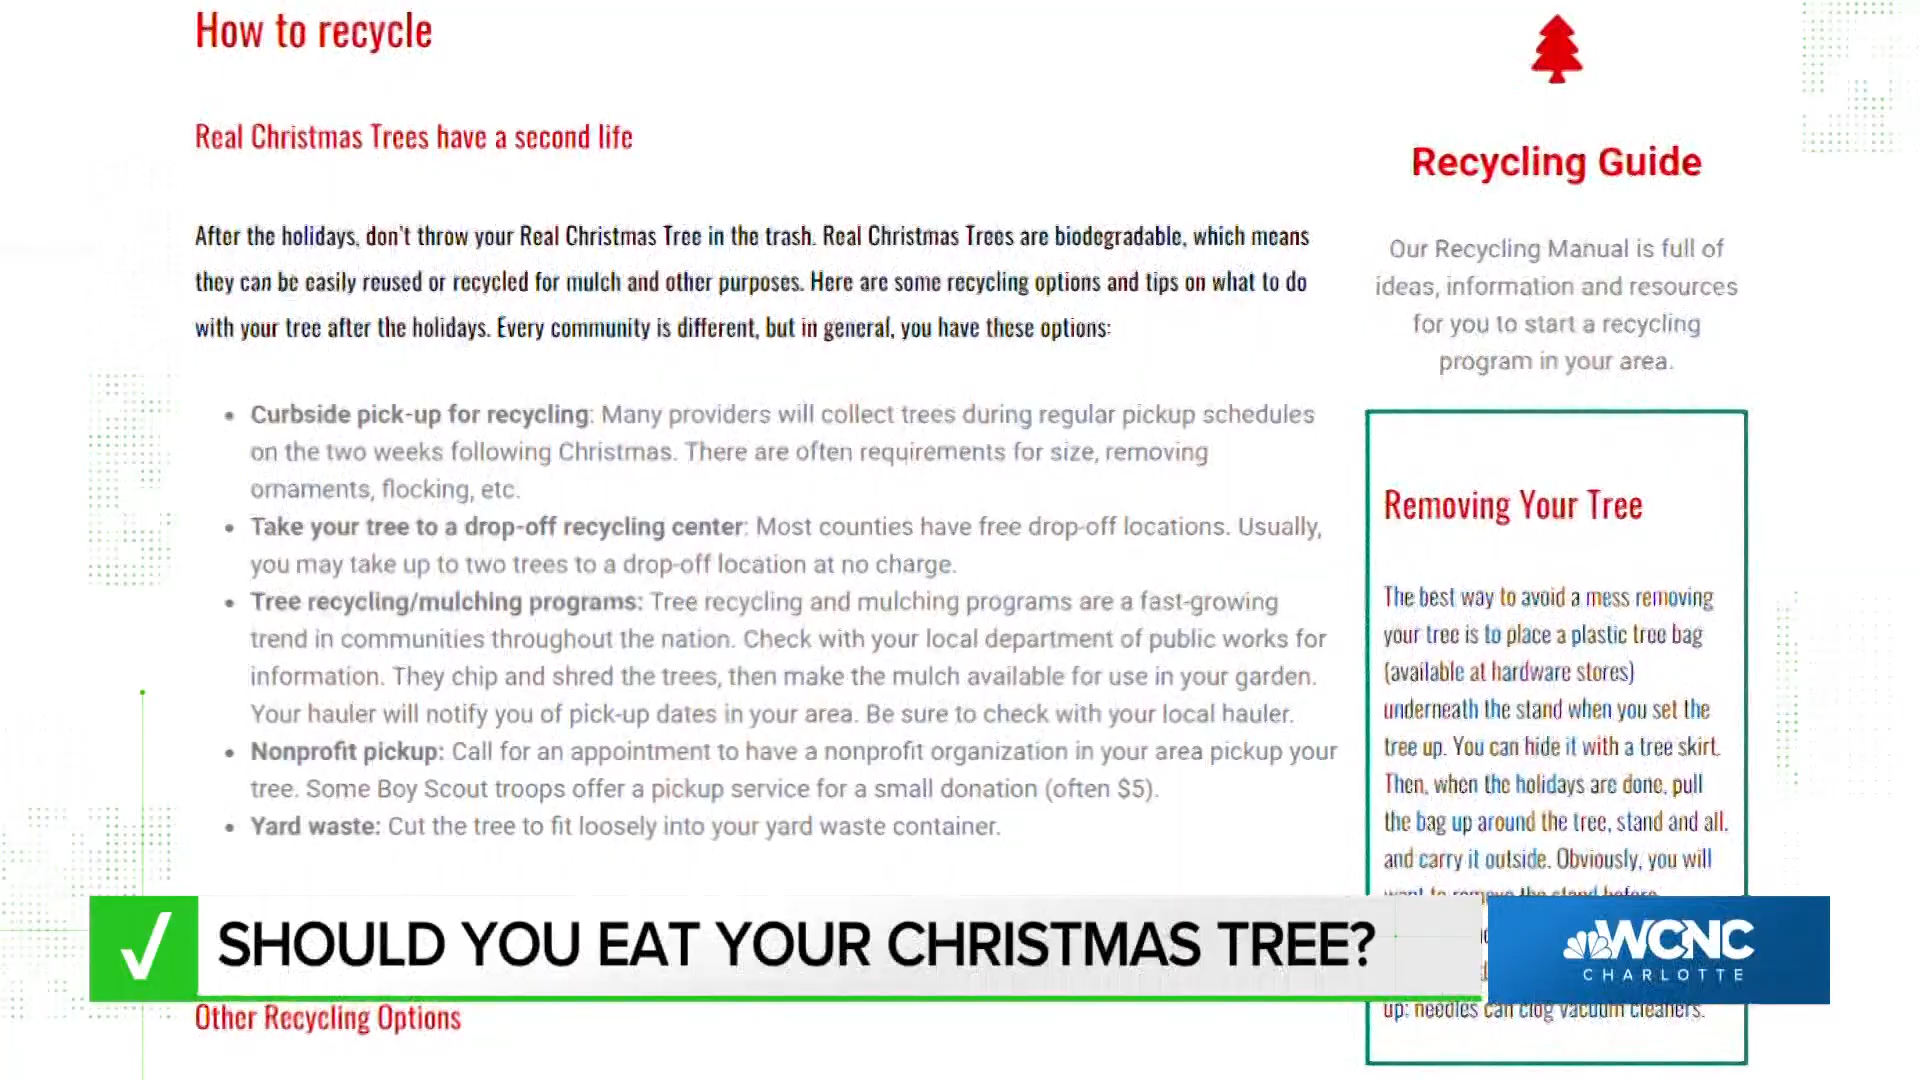 How to recycle
Real Christmas Trees have a second life
After the holidays, don't throw your Real Christmas Tree in the trash. Real Christmas Trees are biodegradable, which means
they can be easily reused or recycled for mulch and other purposes. Here are some recycling options and tips on what to do
with your tree after the holidays. Every community is different, but in general, you have these options:
• Curbside pick-up for recycling: Many providers will collect trees during regular pickup schedules
on the two weeks following Christmas. There are often requirements for size, removing
ornaments, flocking, etc.
• Take your tree to a drop-off recycling center: Most counties have free drop-off locations. Usually,
you may take up to two trees to a drop-off location at no charge.
• Tree recycling/mulching programs: Tree recycling and mulching programs are a fast-growing
trend in communities throughout the nation. Check with your local department of public works for
information. They chip and shred the trees, then make the mulch available for use in your garden.
Your hauler will notify you of pick-up dates in your area. Be sure to check with your local hauler.
• Nonprofit pickup: Call for an appointment to have a nonprofit organization in your area pickup your
tree. Some Boy Scout troops offer a pickup service for a small donation (often $5).
• Yard waste: Cut the tree to fit loosely into your yard waste container.
Other Recycling Options
Recycling Guide
Our Recycling Manual is full of
ideas, information and resources
for you to start a recycling
program in your area.
Removing Your Tree
The best way to avoid a mess removing
your tree is to place a plastic tree bag
(available at hardware stores)
underneath the stand when you set the
tree up. You can hide it with a tree skirt.
Then, when the holidays are done, pull
the bag up around the tree, stand and all,
and carry it outside. Obviously, you will
want to remove the stand before
up; needles can clog vacuum cleaners.
SHOULD YOU EAT YOUR CHRISTMAS TREE?
WCNC
CHARLOTTE